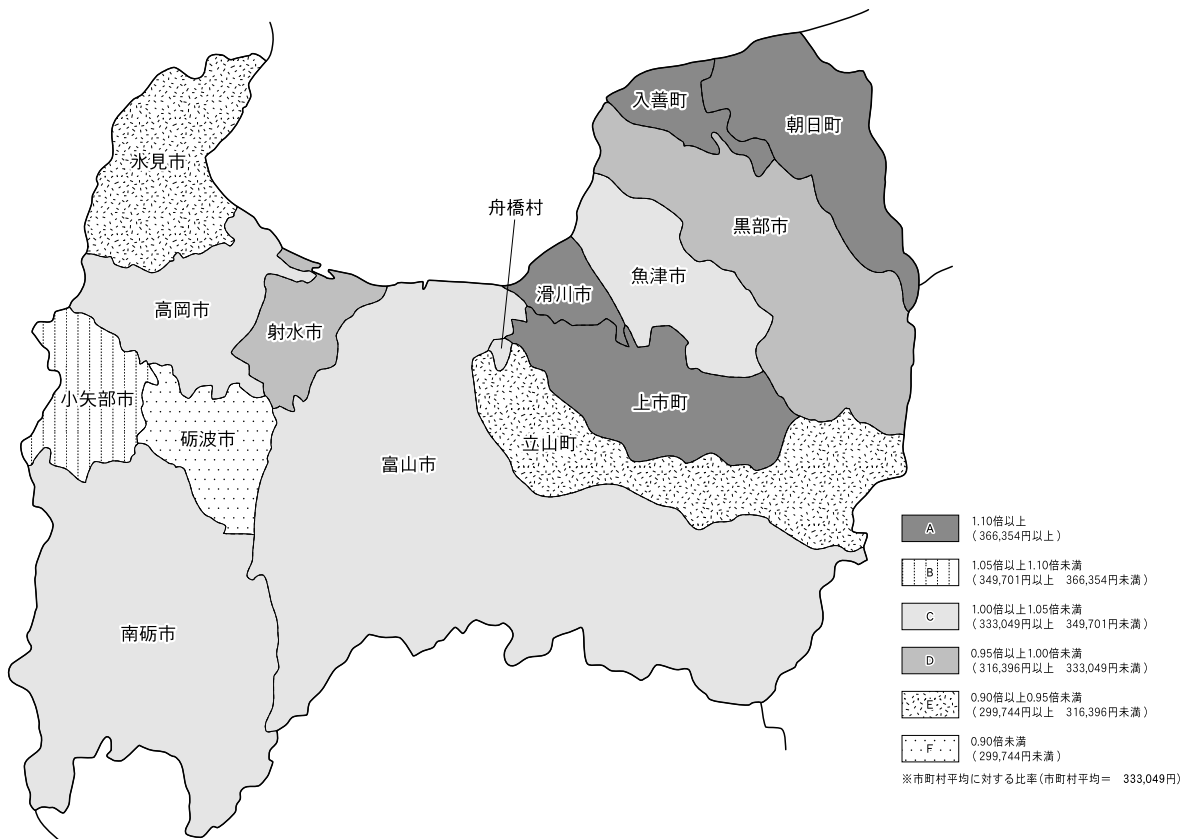 入善町
朝日町
氷見市
舟橋村
黒部市
魚津市
滑川市
高岡市
射水市
小矢部市
上市町
砺波市
立山町
富山市
南砺市
A 1.10倍以上
（366,354円以上）
B 1.05倍以上1.10倍未満
（349,701円以上　366,354円未満）
C 1.00倍以上1.05倍未満
（333,049円以上　349,701円未満）
D 0.95倍以上1.00倍未満
（316,396円以上　333,049円未満）
E 0.90倍以上0.95倍未満
（299,744円以上　316,396円未満）
F 0.90倍未満
（299,744円未満）
※市町村平均に対する比率（市町村平均＝　333,049円）